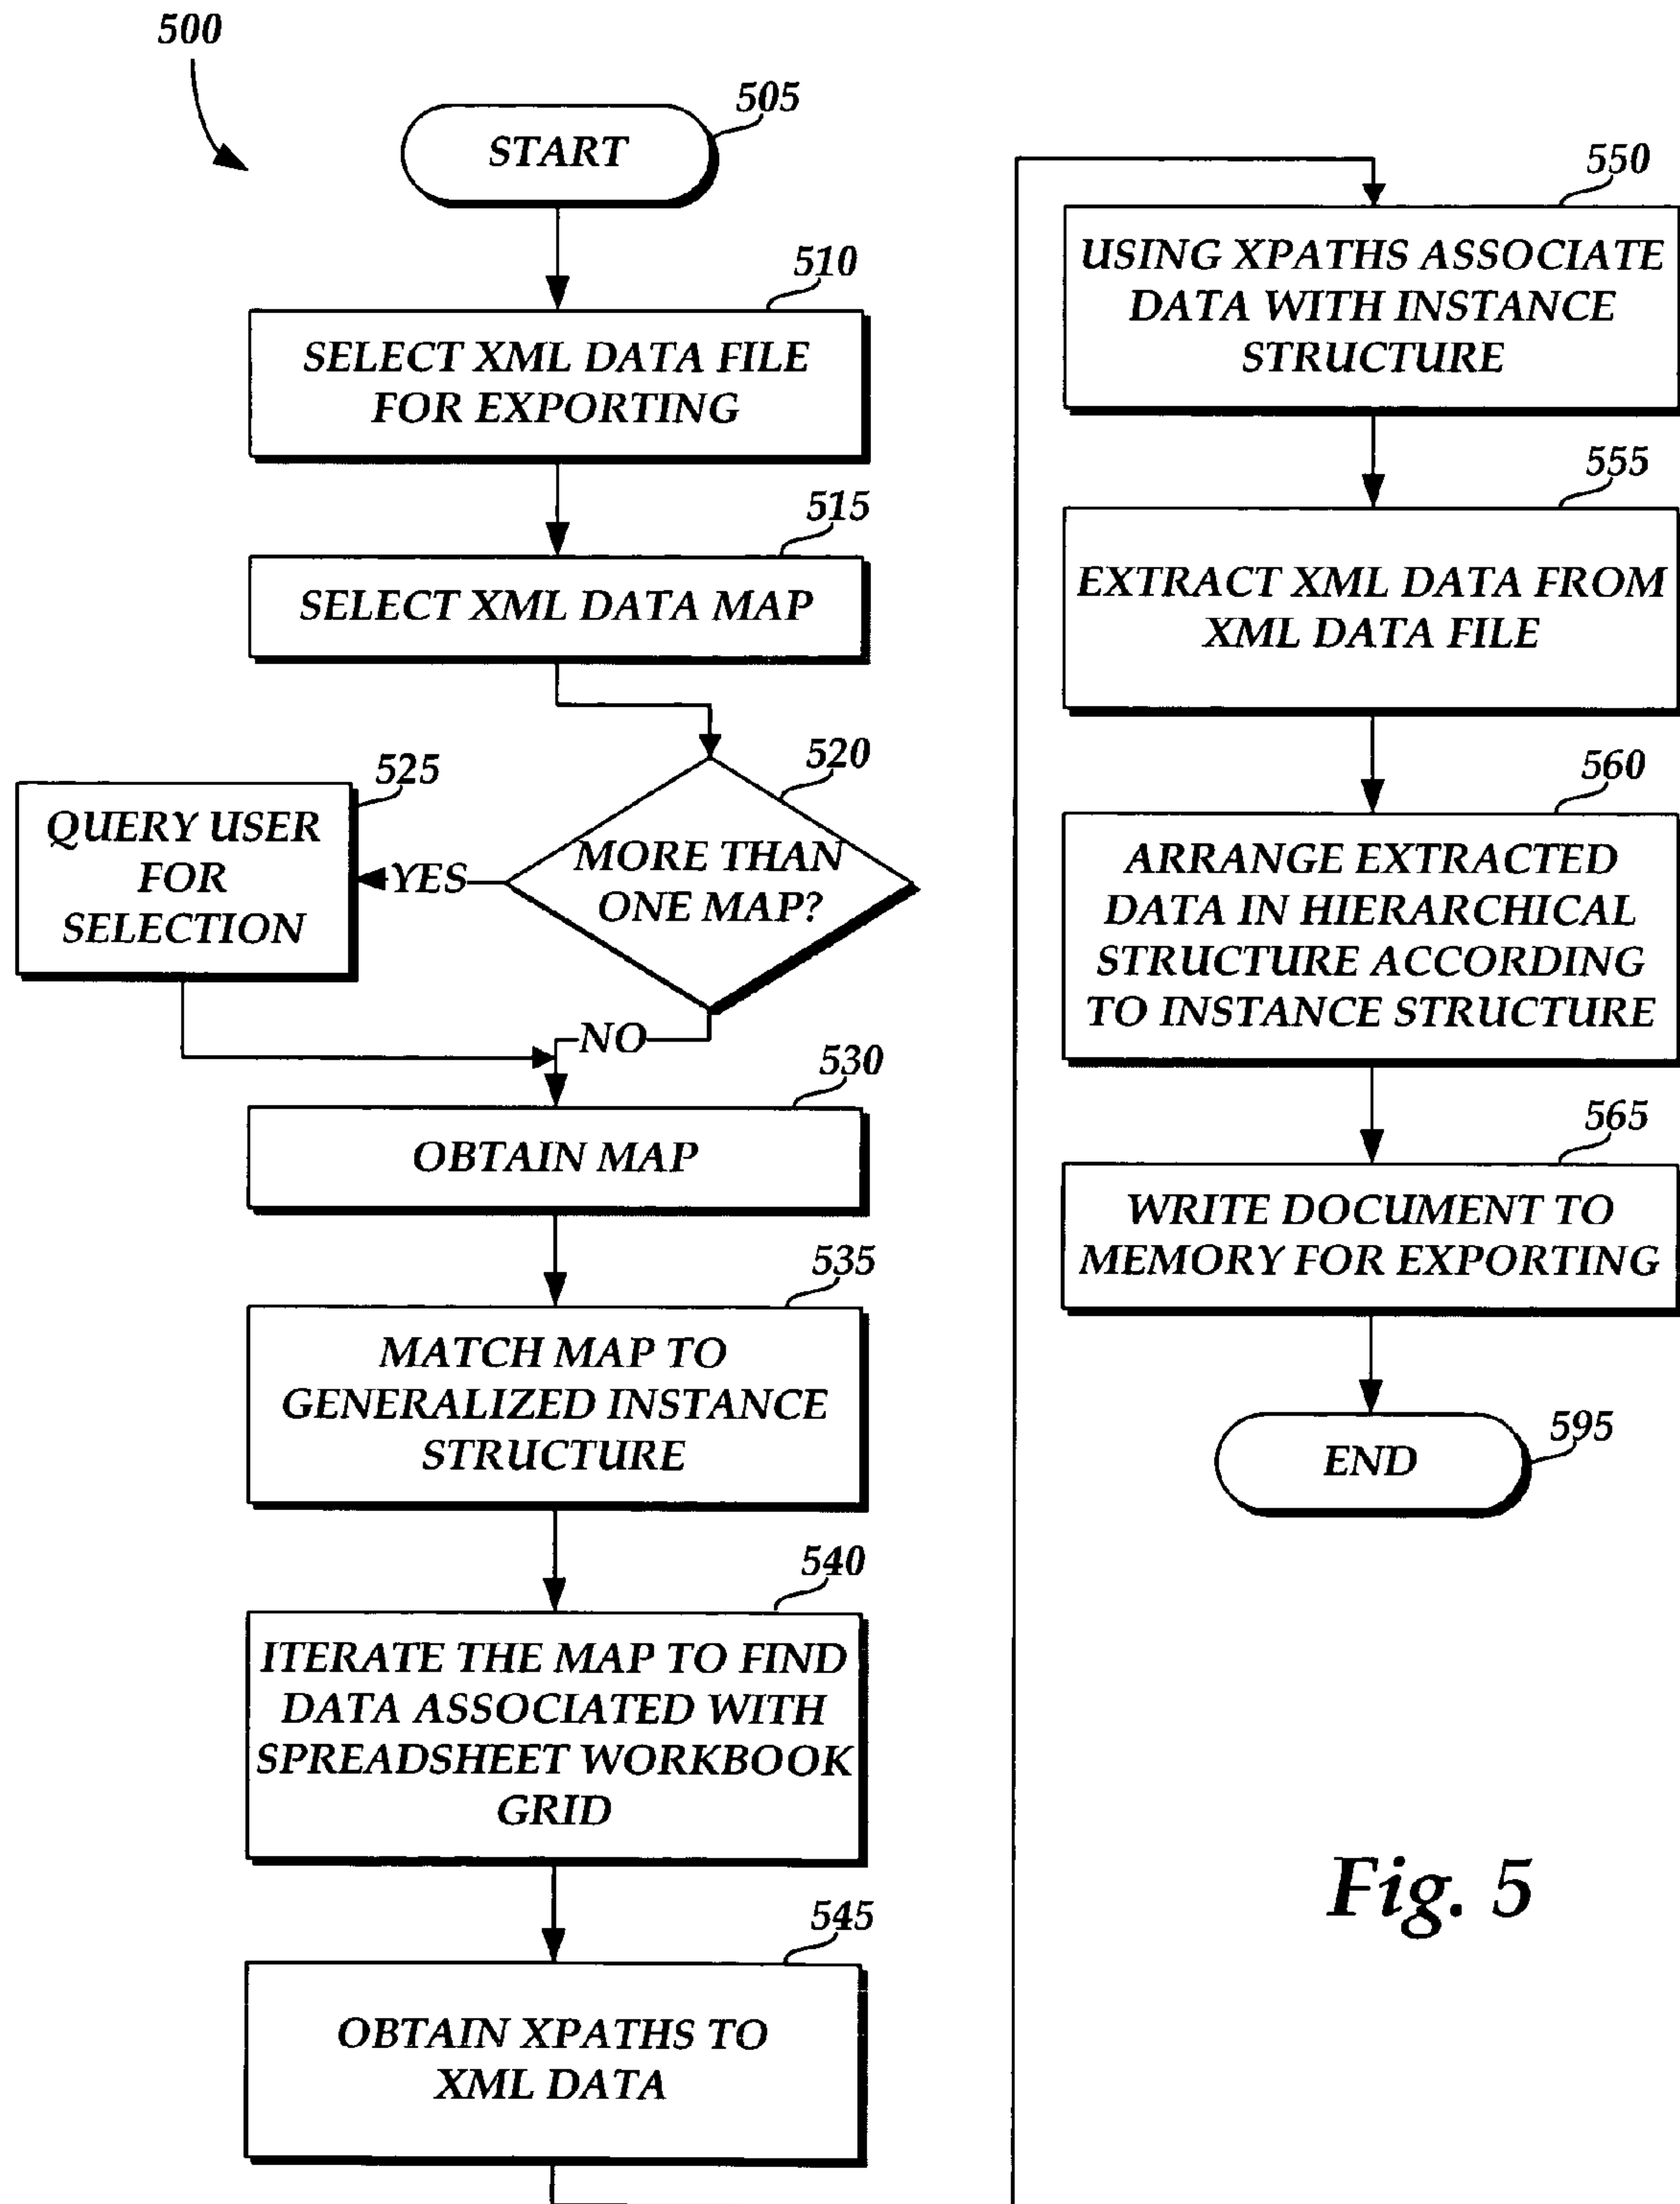 500
START
505
SELECT XML DATA FILE
FOR EXPORTING
510
SELECT XML DATA MAP
515
MORE THAN
ONE MAP?
520
YES
QUERY USER
FOR
SELECTION
525
NO
OBTAIN MAP
530
MATCH MAP TO
GENERALIZED INSTANCE
STRUCTURE
535
ITERATE THE MAP TO FIND
DATA ASSOCIATED WITH
SPREADSHEET WORKBOOK
GRID
540
OBTAIN XPATHS TO
XML DATA
545
USING XPATHS ASSOCIATE
DATA WITH INSTANCE
STRUCTURE
550
EXTRACT XML DATA FROM
XML DATA FILE
555
ARRANGE EXTRACTED
DATA IN HIERARCHICAL
STRUCTURE ACCORDING
TO INSTANCE STRUCTURE
560
WRITE DOCUMENT TO
MEMORY FOR EXPORTING
565
END
595
Fig. 5